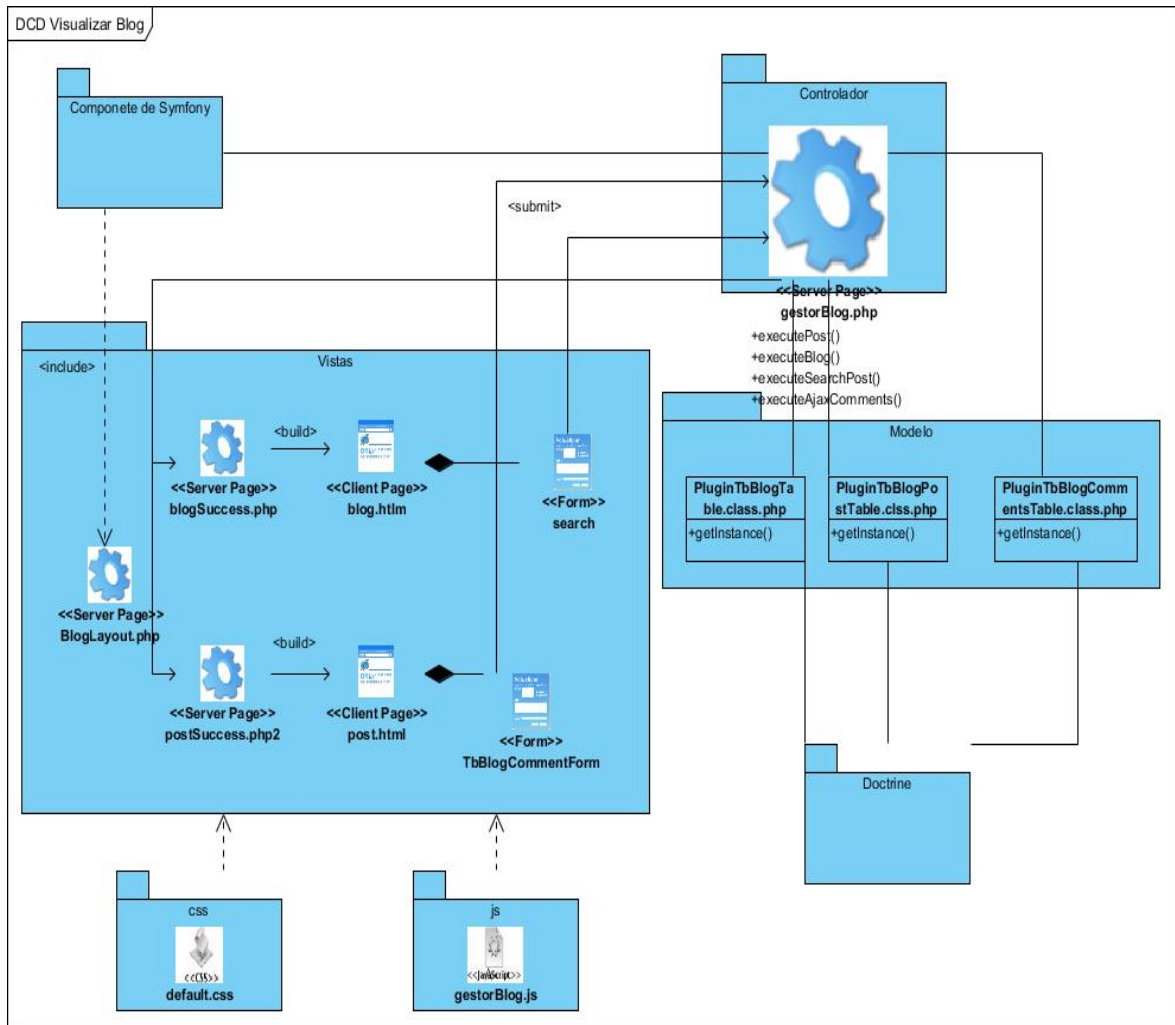 DCD Visualizar Blog
Componete de Symfony
Controlador
<submit>
<<Server Page>>
gestorBlog.php
+executePost()
+executeBlog()
+executeSearchPost()
+executeAjaxComments()
<include>
Vistas
<build>
<<Server Page>>
blogSuccess.php
<<Client Page>>
blog.htlm
<<Form>>
search
<<Server Page>>
BlogLayout.php
<build>
<<Server Page>>
postSuccess.php2
<<Client Page>>
post.html
<<Form>>
TbBlogCommentForm
Modelo
PluginTbBlogTa
ble.class.php
+getInstance()
PluginTbBlogPo
stTable.clss.php
+getInstance()
PluginTbBlogComm
entsTable.class.php
+getInstance()
Doctrine
css
<<CSS>>
default.css
js
<<JavaScript>>
gestorBlog.js